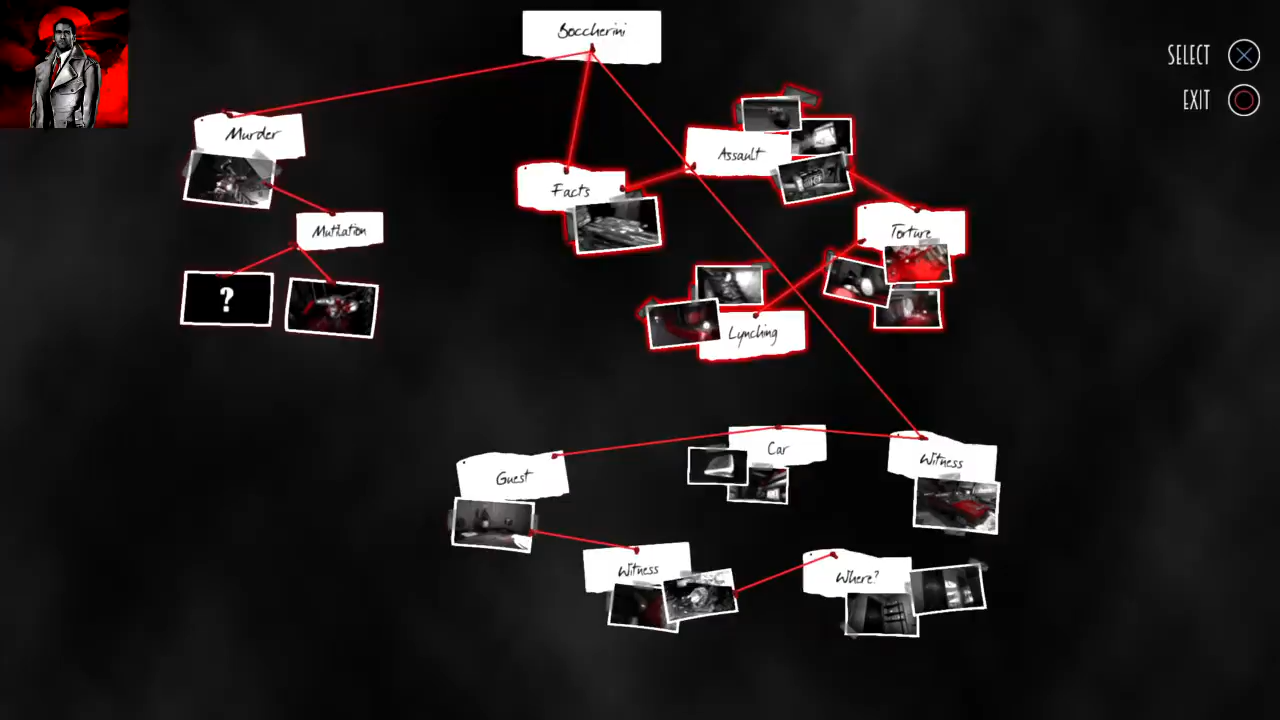 Boccherini
SELECT
EXIT
Murder
Assault
Facts
Mutilation
Torture
?
Lynching
Car
Witness
Guest
Witness
Where?